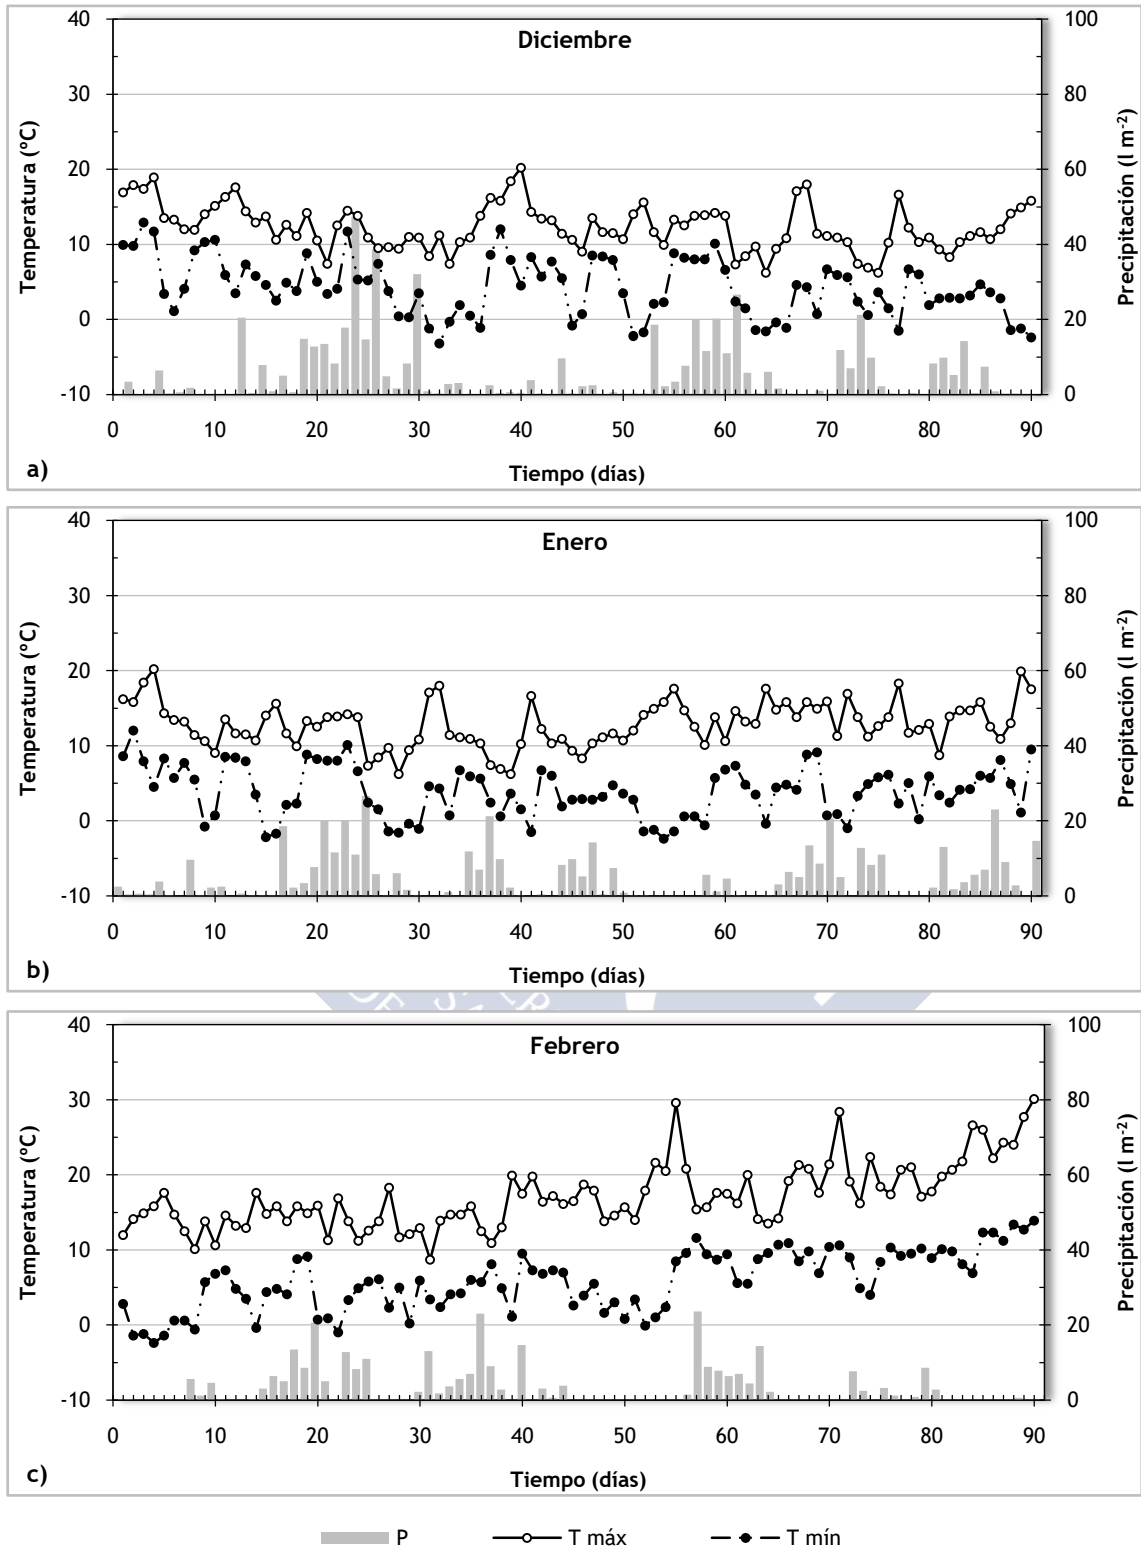 Diciembre
Temperatura (ºC)
40
30
20
10
0
-10
Precipitación (l m-2)
100
80
60
40
20
0
0 10 20 30 40 50 60 70 80 90
Tiempo (días)
a)
Enero
Temperatura (ºC)
40
30
20
10
0
-10
Precipitación (l m-2)
100
80
60
40
20
0
0 10 20 30 40 50 60 70 80 90
Tiempo (días)
b)
Febrero
Temperatura (ºC)
40
30
20
10
0
-10
Precipitación (l m-2)
100
80
60
40
20
0
0 10 20 30 40 50 60 70 80 90
Tiempo (días)
c)
P T máx T mín